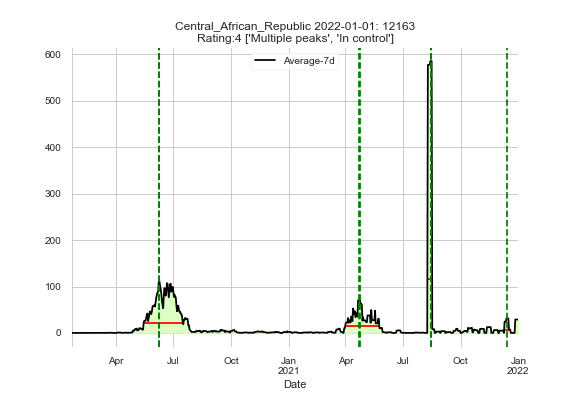 Central_African_Republic 2022-01-01: 12163
Rating:4 ['Multiple peaks', 'In control']
Average-7d
600
500
400
300
200
100
0
Apr Jul Oct Jan Apr Jul Oct Jan
2021 2022
Date